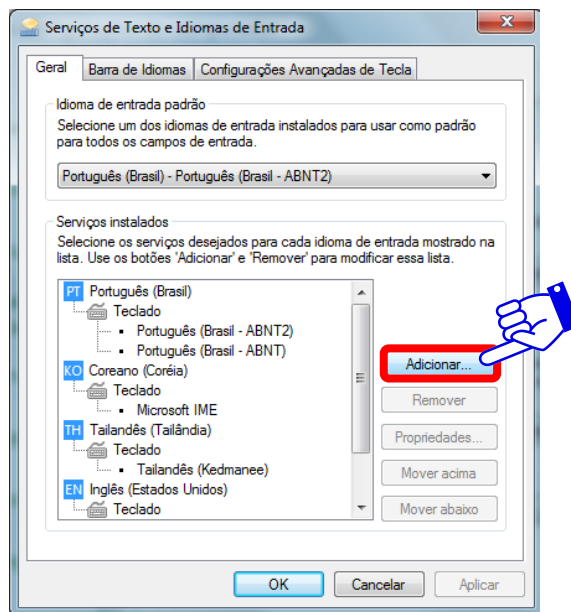 Serviços de Texto e Idiomas de Entrada
Geral
Barra de Idiomas
Configurações Avançadas de Tecla
Idioma de entrada padrão
Selecione um dos idiomas de entrada instalados para usar como padrão
para todos os campos de entrada.
Português (Brasil) - Português (Brasil - ABNT2)
Serviços instalados
Selecione os serviços desejados para cada idioma de entrada mostrado na
lista. Use os botões 'Adicionar' e 'Remover' para modificar essa lista.
PT Português (Brasil)
Teclado
Português (Brasil - ABNT2)
Português (Brasil - ABNT)
KO Coreano (Coréia)
Teclado
Microsoft IME
TH Tailandês (Tailândia)
Teclado
Tailandês (Kedmanee)
EN Inglês (Estados Unidos)
Teclado
Adicionar...
Remover
Propriedades...
Mover acima
Mover abaixo
OK
Cancelar
Aplicar